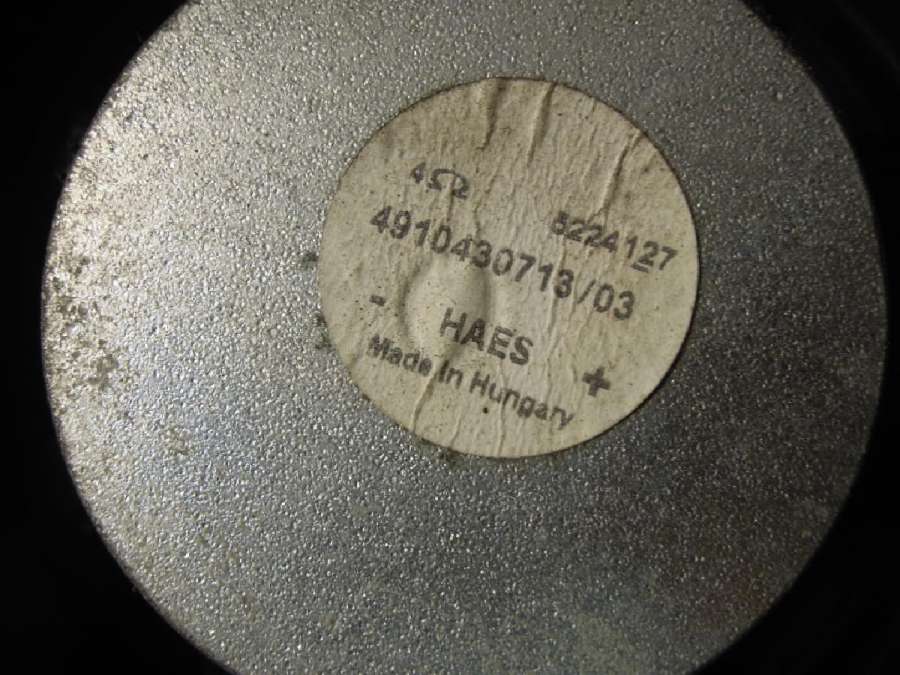 4Ω 5224127
4910430713/03
- HAES +
Made in Hungary